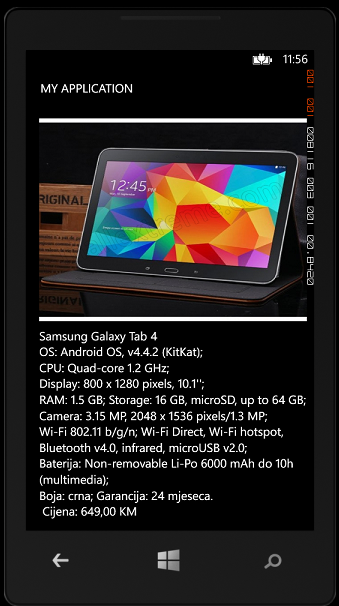 11:56
MY APPLICATION
12:45
Samsung Galaxy Tab 4
OS: Android OS, v4.4.2 (KitKat);
CPU: Quad-core 1.2 GHz;
Display: 800 x 1280 pixels, 10.1'';
RAM: 1.5 GB; Storage: 16 GB, microSD, up to 64 GB;
Camera: 3.15 MP, 2048 x 1536 pixels/1.3 MP;
Wi-Fi 802.11 b/g/n; Wi-Fi Direct, Wi-Fi hotspot,
Bluetooth v4.0, infrared, microUSB v2.0;
Baterija: Non-removable Li-Po 6000 mAh do 10h
(multimedia);
Boja: crna; Garancija: 24 mjeseca.
Cijena: 649,00 KM